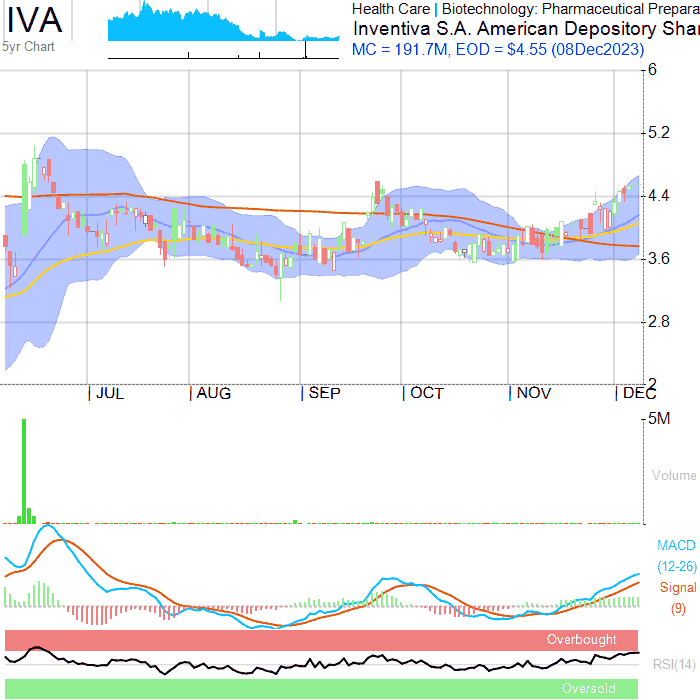 IVA
5yr Chart
Health Care | Biotechnology: Pharmaceutical Prepara
Inventiva S.A. American Depository Shar
MC = 191.7M, EOD = $4.55 (08Dec2023)
6
5.2
4.4
3.6
2.8
2
JUL AUG SEP OCT NOV DEC
5M
Volume
MACD
(12-26)
Signal
(9)
Overbought
RSI(14)
Oversold